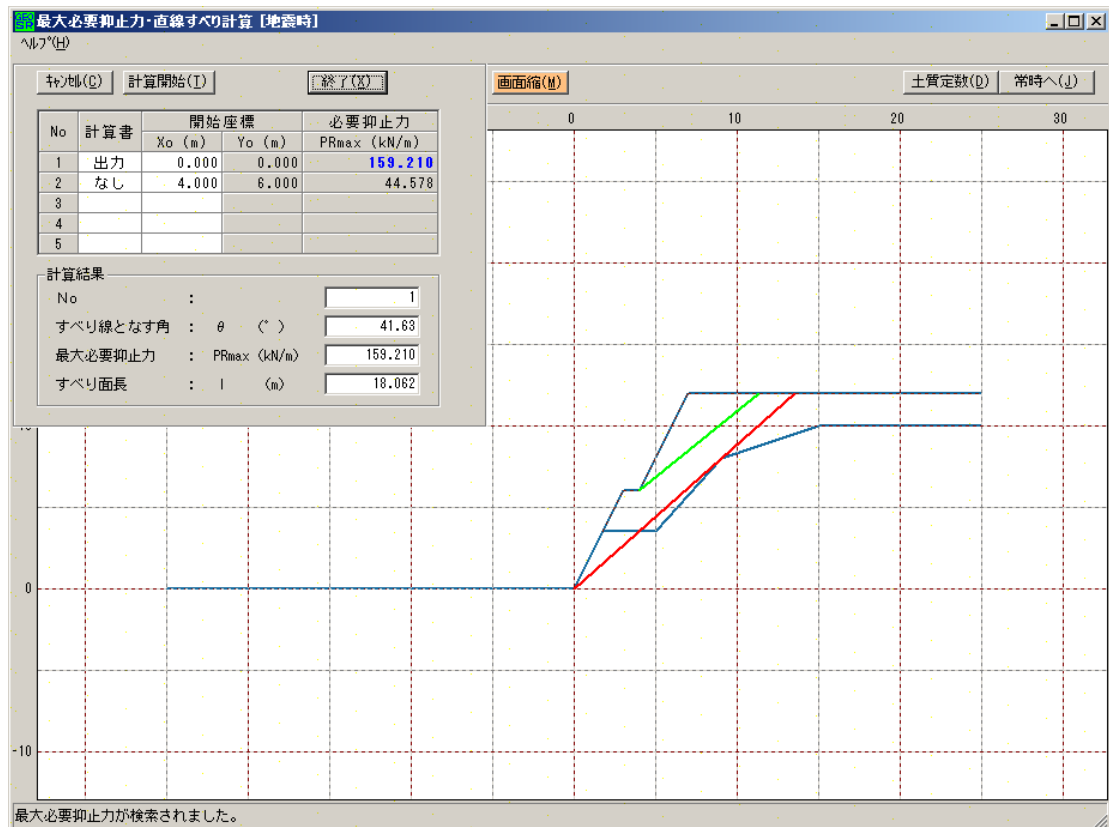 GEO SR 最大必要抑止力・直線すべり計算 [地震時]
ﾍﾙﾌﾟ(H)
ｷｬﾝｾﾙ(C) 計算開始(T) 終了(X) 画面縮(M) 土質定数(D) 常時へ(J)
No 計算書 開始座標 必要抑止力
Xo (m) Yo (m) PRmax (kN/m)
1 出力 0.000 0.000 159.210
2 なし 4.000 6.000 44.578
3
4
5
計算結果
No : 1
すべり線となす角 : θ (°) 41.63
最大必要抑止力 : PRmax (kN/m) 159.210
すべり面長 : l (m) 18.062
0 10 20 30
0
-10
最大必要抑止力が検索されました。